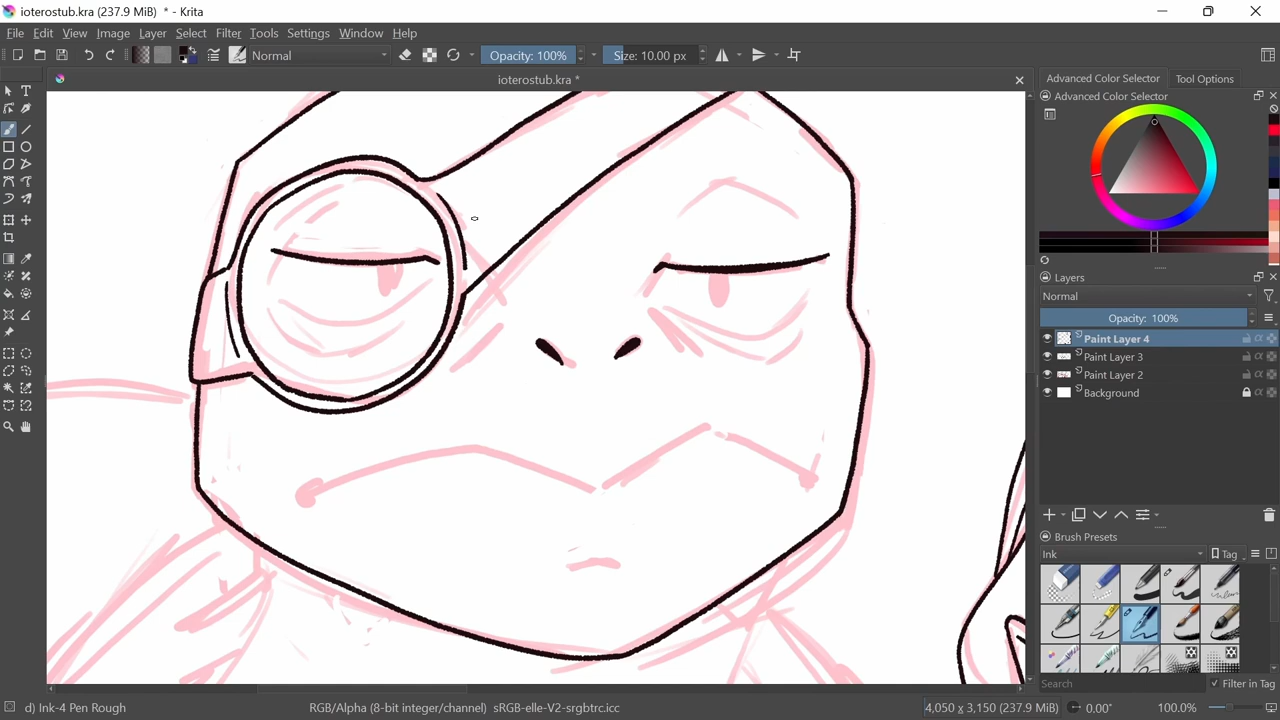 ioterostub.kra (237.9 MiB) * - Krita
File Edit View Image Layer Select Filter Tools Settings Window Help
Normal Opacity: 100% Size: 10.00 px
ioterostub.kra *
Advanced Color Selector Tool Options
Advanced Color Selector
Layers
Normal
Opacity: 100%
Paint Layer 4
Paint Layer 3
Paint Layer 2
Background
Brush Presets
Ink Tag
Search Filter in Tag
d) Ink-4 Pen Rough RGB/Alpha (8-bit integer/channel) sRGB-elle-V2-srgbtrc.icc 4,050 x 3,150 (237.9 MiB) 0.00° 100.0%